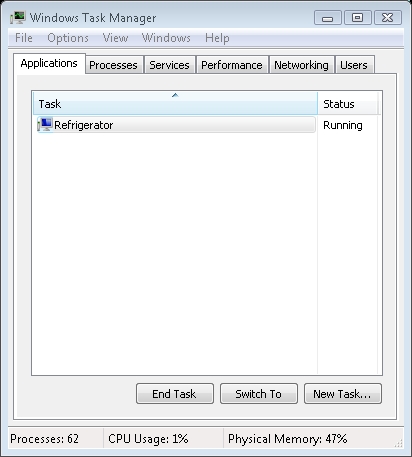 Windows Task Manager
File Options View Windows Help
Applications Processes Services Performance Networking Users
Task Status
Refrigerator Running
End Task Switch To New Task...
Processes: 62 CPU Usage: 1% Physical Memory: 47%